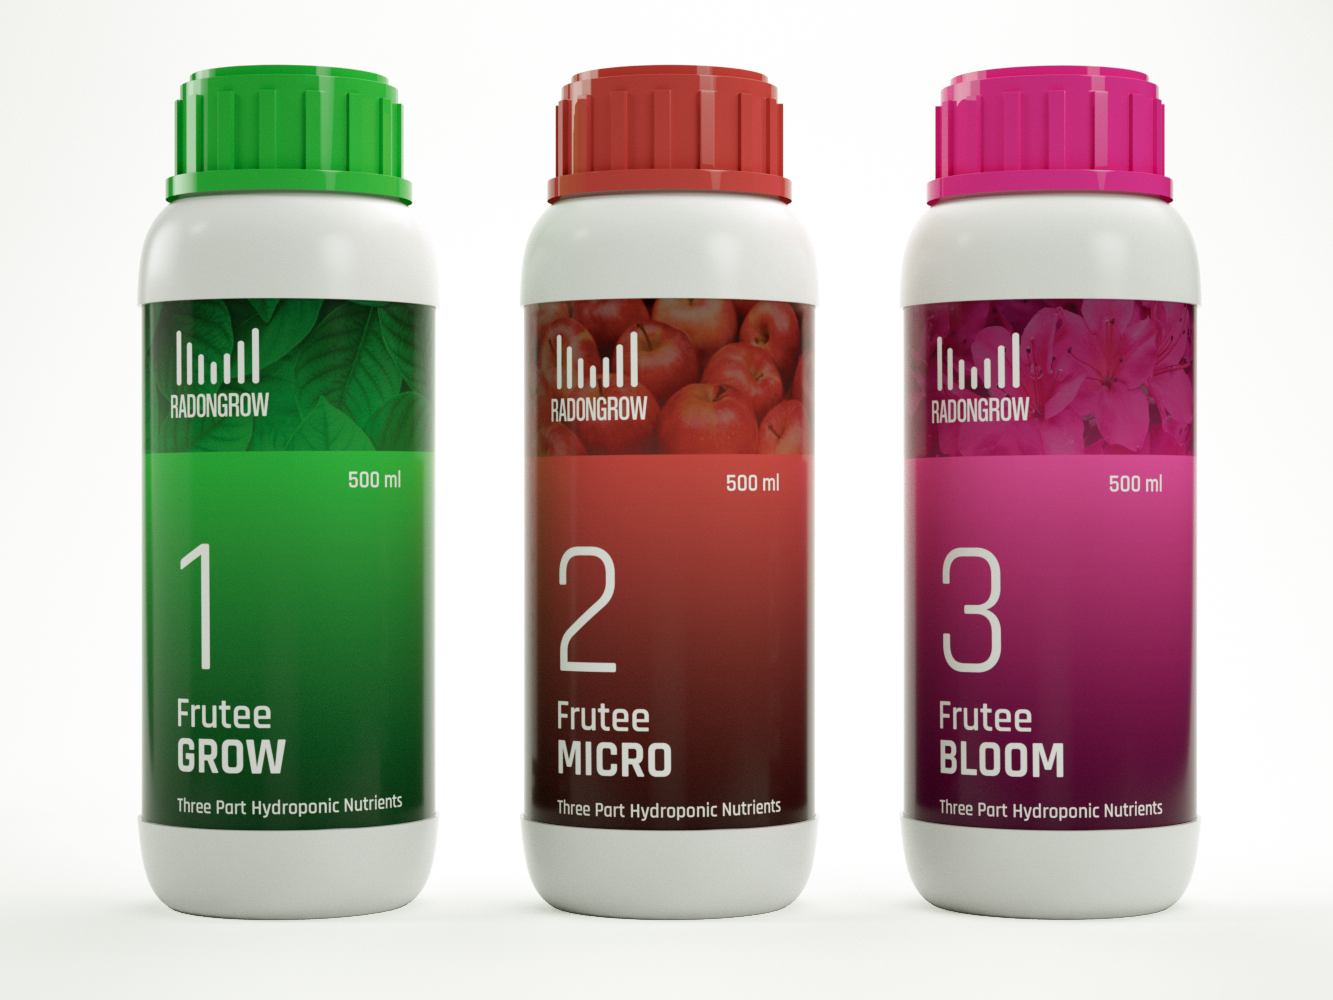 RADONGROW
500 ml
1
Frutee
GROW
Three Part Hydroponic Nutrients
RADONGROW
500 ml
2
Frutee
MICRO
Three Part Hydroponic Nutrients
RADONGROW
500 ml
3
Frutee
BLOOM
Three Part Hydroponic Nutrients